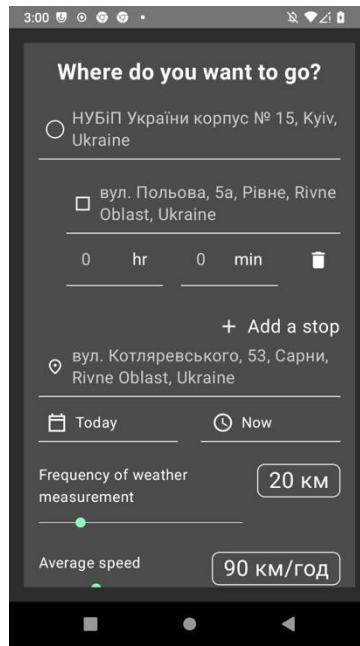 3:00
Where do you want to go?
НУБіП України корпус № 15, Kyiv,
Ukraine
вул. Польова, 5а, Рівне, Rivne
Oblast, Ukraine
0 hr 0 min
+ Add a stop
вул. Котляревського, 53, Сарни,
Rivne Oblast, Ukraine
Today Now
Frequency of weather
measurement
20 км
Average speed
90 км/год